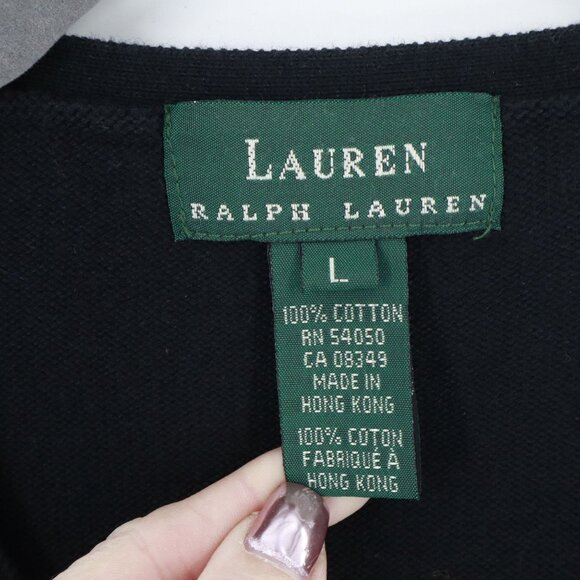 LAUREN
RALPH LAUREN
L
100% COTTON
RN 54050
CA 08349
MADE IN
HONG KONG
100% COTON
FABRIQUÉ À
HONG KONG